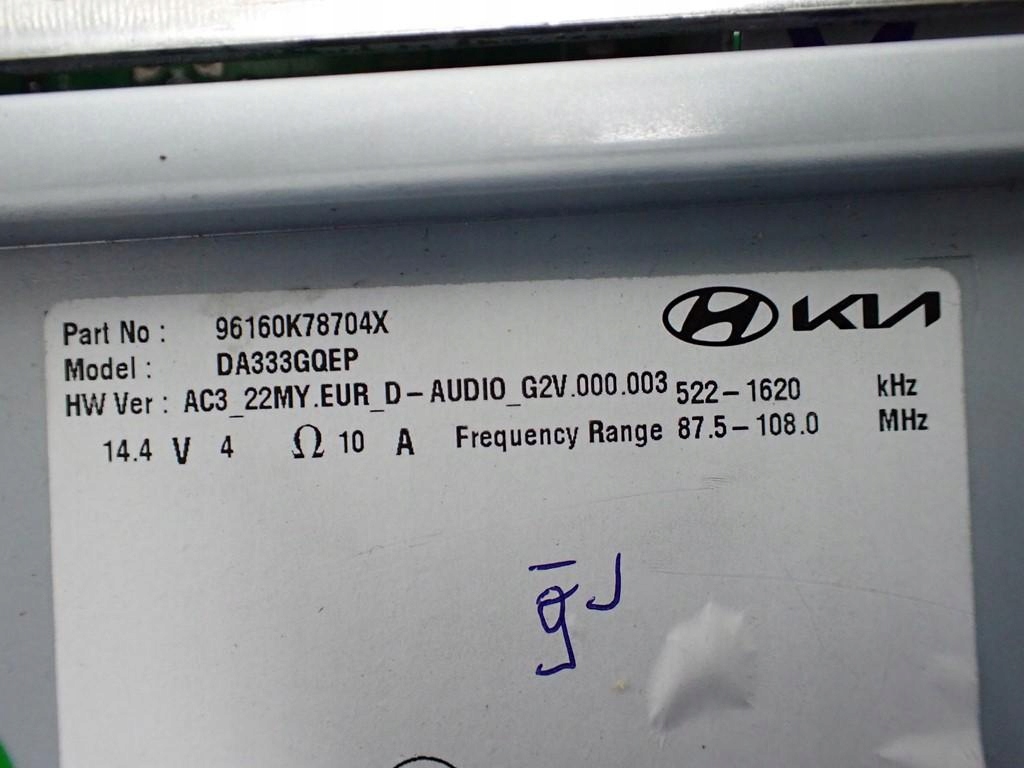 KIA
Part No : 96160K78704X
Model : DA333GQEP
HW Ver : AC3_22MY.EUR_D-AUDIO_G2V.000.003 522-1620 kHz
14.4 V 4 Ω 10 A Frequency Range 87.5-108.0 MHz